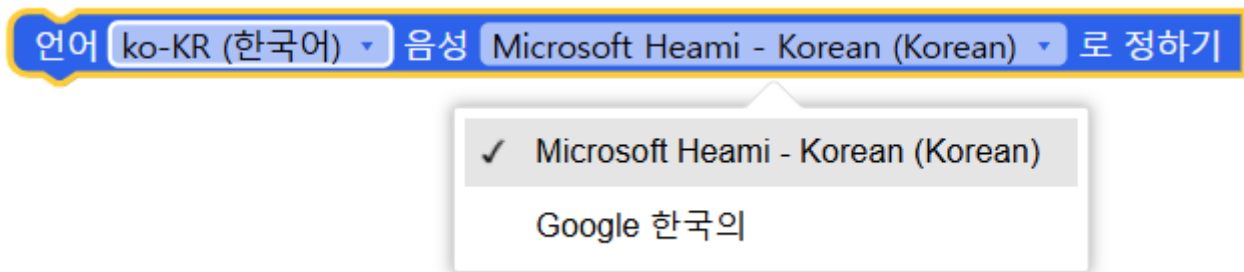 언어 ko-KR (한국어) 음성 Microsoft Heami - Korean (Korean) 로 정하기
Microsoft Heami - Korean (Korean)
Google 한국의